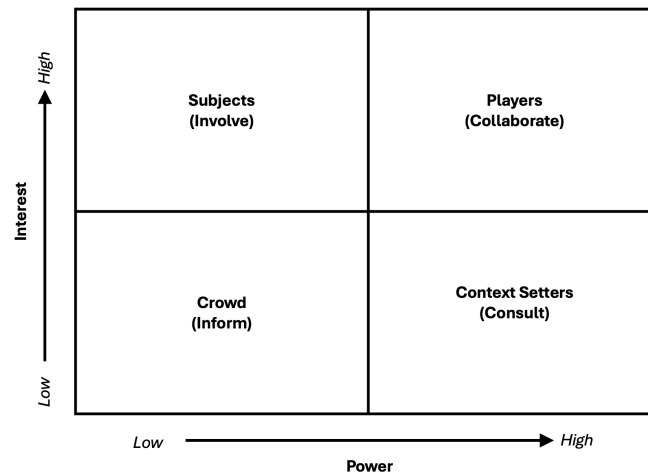 High
Subjects
(Involve)
Players
(Collaborate)
Interest
Crowd
(Inform)
Context Setters
(Consult)
Low
Low
High
Power